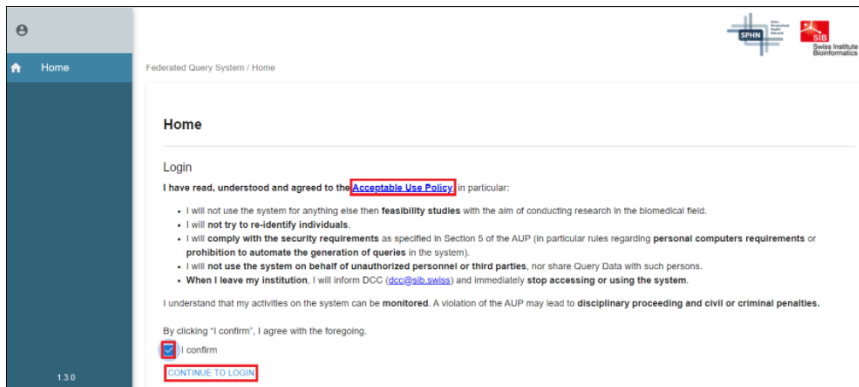 SPHN
Swiss
Personalized
Health
Network
SIB
Swiss Institute
Bioinformatics
Home
Federated Query System / Home
Home
Login
I have read, understood and agreed to the Acceptable Use Policy, in particular:
• I will not use the system for anything else then feasibility studies with the aim of conducting research in the biomedical field.
• I will not try to re-identify individuals.
• I will comply with the security requirements as specified in Section 5 of the AUP (in particular rules regarding personal computers requirements or
prohibition to automate the generation of queries in the system).
• I will not use the system on behalf of unauthorized personnel or third parties, nor share Query Data with such persons.
• When I leave my institution, I will inform DCC (dcc@sib.swiss) and immediately stop accessing or using the system.
I understand that my activities on the system can be monitored. A violation of the AUP may lead to disciplinary proceeding and civil or criminal penalties.
By clicking "I confirm", I agree with the foregoing.
I confirm
CONTINUE TO LOGIN
1.3.0